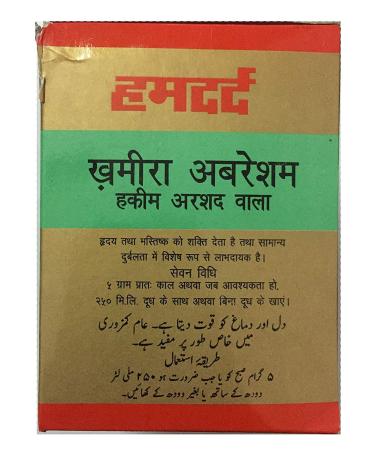 हमदर्द
ख़मीरा अबरेशम
हकीम अरशद वाला
हृदय तथा मस्तिष्क को शक्ति देता है तथा सामान्य
दुर्बलता में विशेष रूप से लाभदायक है।
सेवन विधि
५ ग्राम प्रातः काल अथवा जब आवश्यकता हो,
२५० मि.लि. दूध के साथ अथवा बिना दूध के खाएं।
دل اور دماغ کو قوت دیتا ہے۔ عام کمزوری
میں خاص طور پر مفید ہے۔
طریقۂ استعمال
۵ گرام صبح کو یا جب ضرورت ہو ۲۵۰ ملی لٹر
دودھ کے ساتھ یا بغیر دودھ کے کھائیں۔